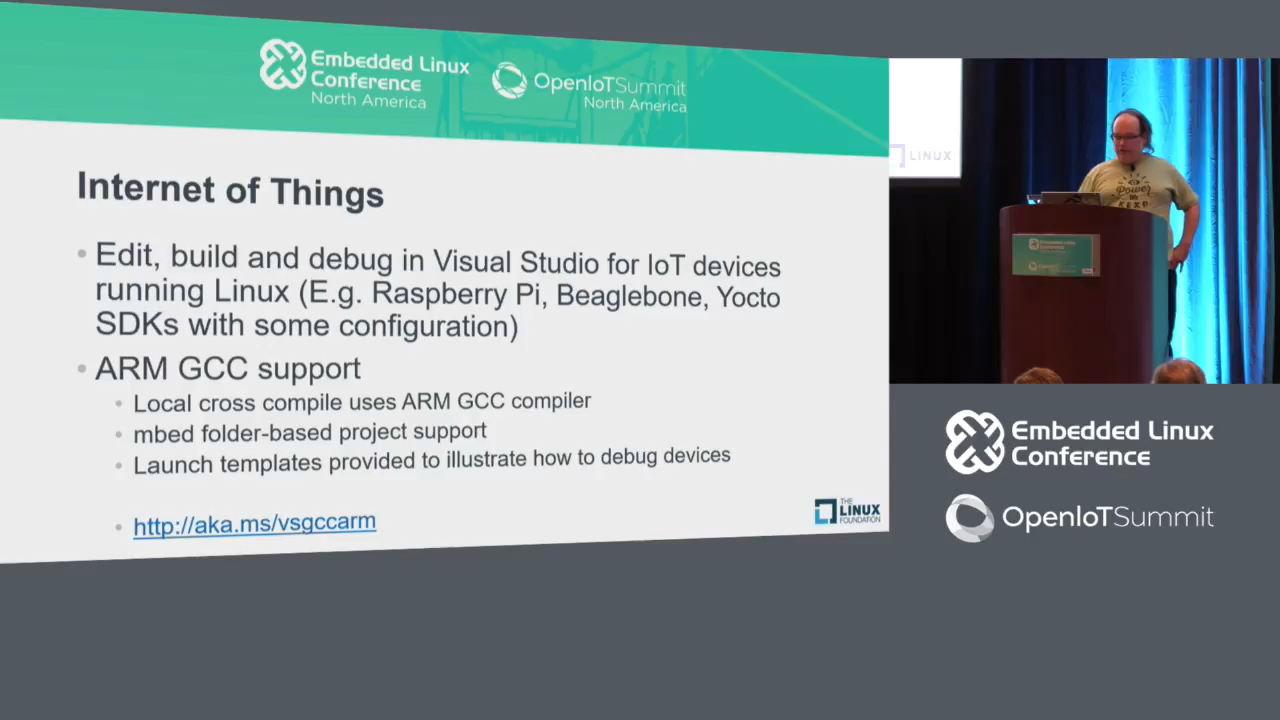 Embedded Linux
Conference
North America
OpenIoTSummit
North America
Internet of Things
Edit, build and debug in Visual Studio for IoT devices
running Linux (E.g. Raspberry Pi, Beaglebone, Yocto
SDKs with some configuration)
ARM GCC support
Local cross compile uses ARM GCC compiler
mbed folder-based project support
Launch templates provided to illustrate how to debug devices
http://aka.ms/vsgccarm
THE
LINUX
FOUNDATION
LINUX
Power
KEXP
Embedded Linux
Conference
OpenIoTSummit